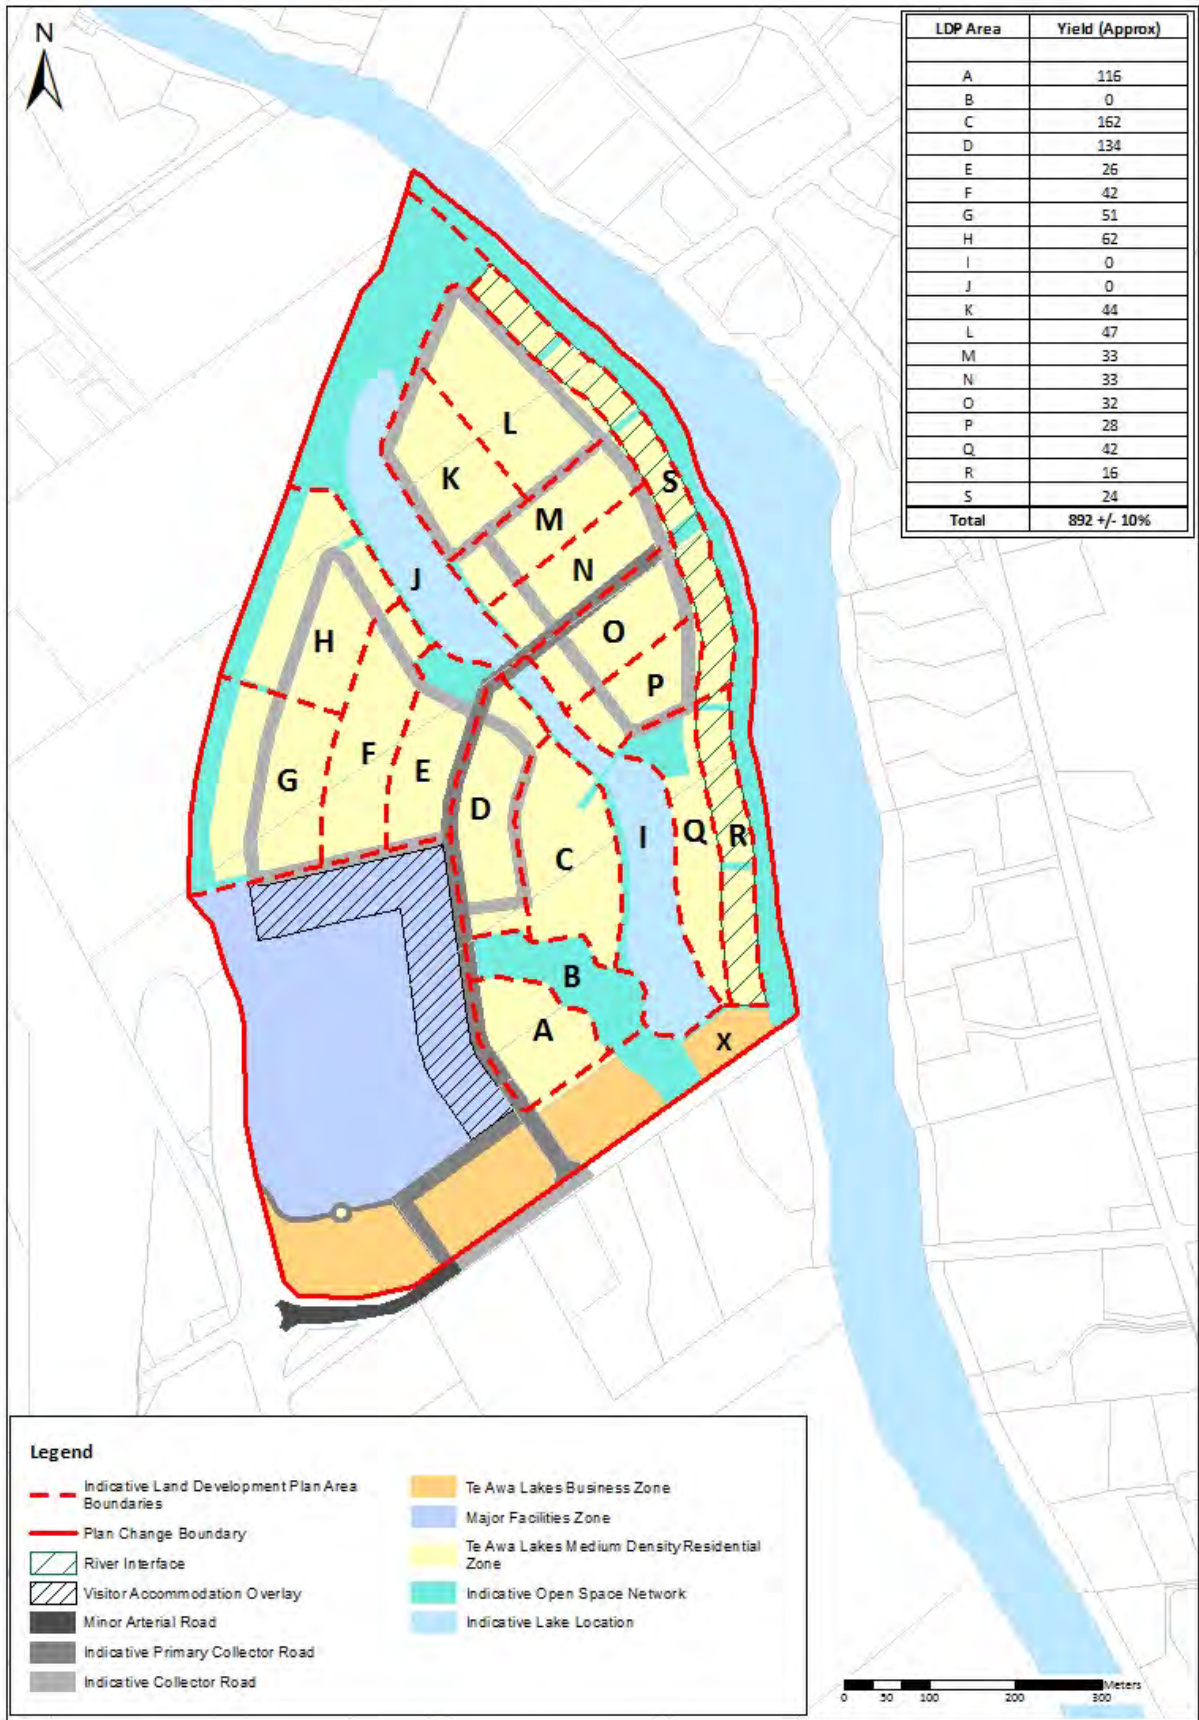 N
LDP Area Yield (Approx)
A 116
B 0
C 162
D 134
E 26
F 42
G 51
H 62
I 0
J 0
K 44
L 47
M 33
N 33
O 32
P 28
Q 42
R 16
S 24
Total 892 +/- 10%
L
K
S
M
N
J
O
H
P
F
E
G
D
Q
R
I
C
B
A
X
Legend
Indicative Land Development Plan Area
Boundaries
Plan Change Boundary
River Interface
Visitor Accommodation Overlay
Minor Arterial Road
Indicative Primary Collector Road
Indicative Collector Road
Te Awa Lakes Business Zone
Major Facilities Zone
Te Awa Lakes Medium Density Residential
Zone
Indicative Open Space Network
Indicative Lake Location
Meters
0 50 100 200 300